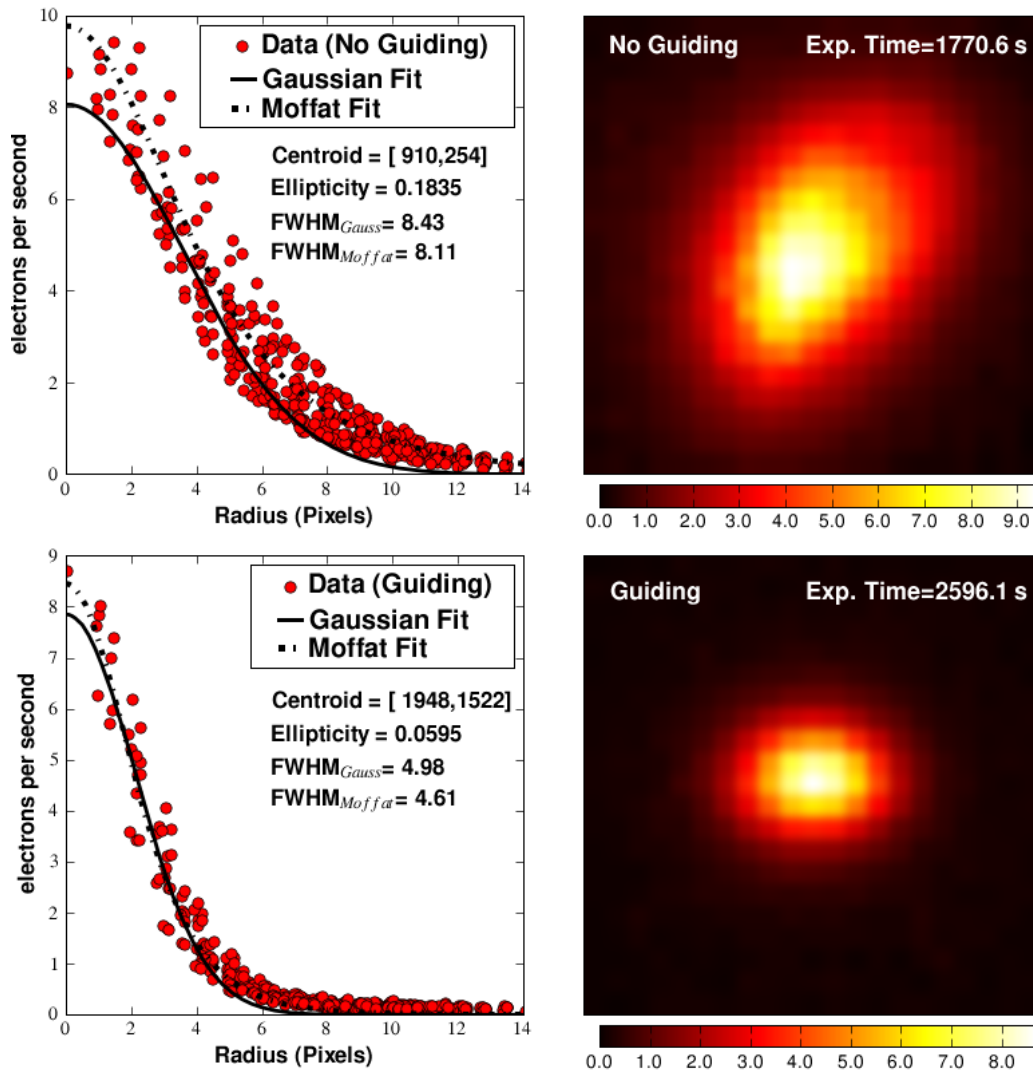 10
8
6
4
2
0
electrons per second
Data (No Guiding)
Gaussian Fit
Moffat Fit
Centroid = [ 910,254]
Ellipticity = 0.1835
FWHM_Gauss = 8.43
FWHM_Moffat = 8.11
0 2 4 6 8 10 12 14
Radius (Pixels)
No Guiding Exp. Time=1770.6 s
0.0 1.0 2.0 3.0 4.0 5.0 6.0 7.0 8.0 9.0
9
8
7
6
5
4
3
2
1
0
electrons per second
Data (Guiding)
Gaussian Fit
Moffat Fit
Centroid = [ 1948,1522]
Ellipticity = 0.0595
FWHM_Gauss = 4.98
FWHM_Moffat = 4.61
0 2 4 6 8 10 12 14
Radius (Pixels)
Guiding Exp. Time=2596.1 s
0.0 1.0 2.0 3.0 4.0 5.0 6.0 7.0 8.0